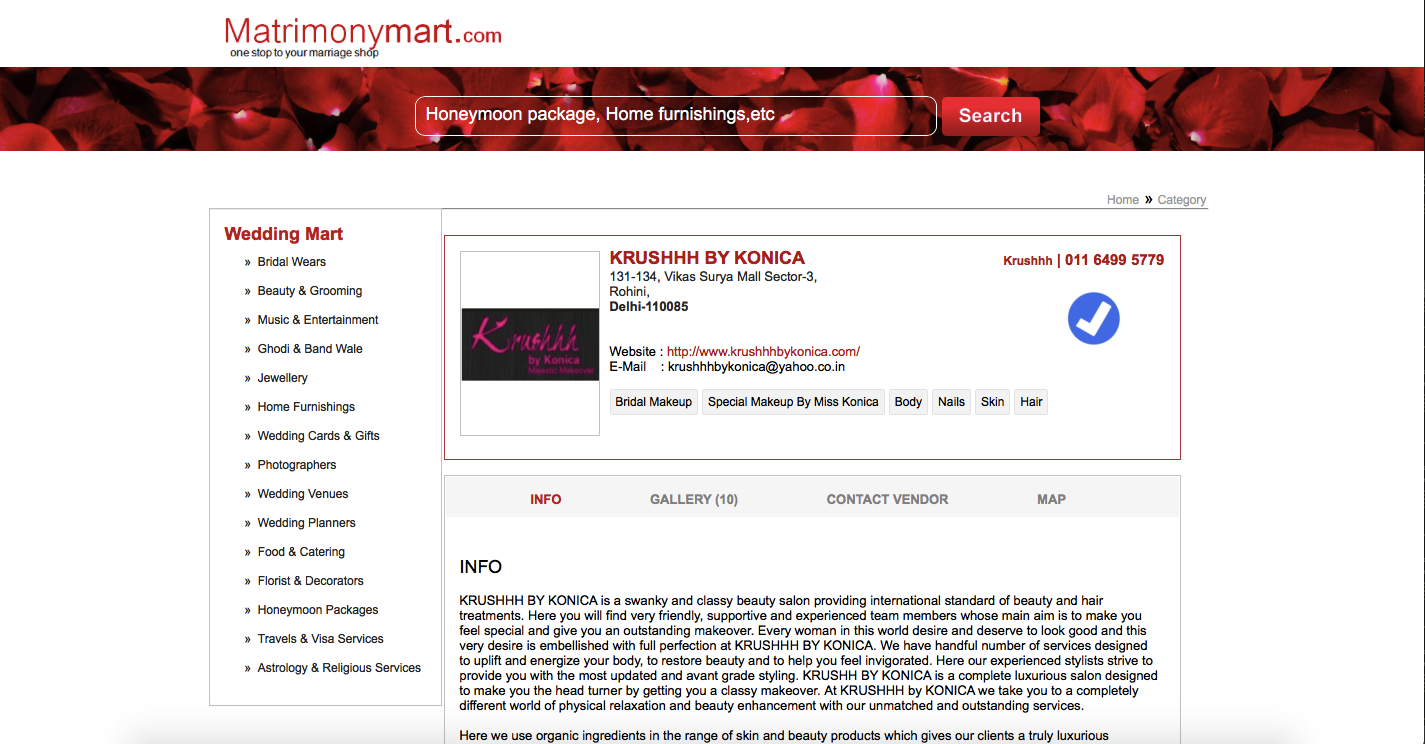 Matrimonymart.com
one stop to your marriage shop
Honeymoon package, Home furnishings,etc
Search
Home » Category
Wedding Mart
» Bridal Wears
» Beauty & Grooming
» Music & Entertainment
» Ghodi & Band Wale
» Jewellery
» Home Furnishings
» Wedding Cards & Gifts
» Photographers
» Wedding Venues
» Wedding Planners
» Food & Catering
» Florist & Decorators
» Honeymoon Packages
» Travels & Visa Services
» Astrology & Religious Services
Krushhh
by Konica
Majestic Makeover
KRUSHHH BY KONICA
131-134, Vikas Surya Mall Sector-3,
Rohini,
Delhi-110085
Krushhh | 011 6499 5779
Website : http://www.krushhhbykonica.com/
E-Mail : krushhhbykonica@yahoo.co.in
Bridal Makeup Special Makeup By Miss Konica Body Nails Skin Hair
INFO GALLERY (10) CONTACT VENDOR MAP
INFO
KRUSHHH BY KONICA is a swanky and classy beauty salon providing international standard of beauty and hair
treatments. Here you will find very friendly, supportive and experienced team members whose main aim is to make you
feel special and give you an outstanding makeover. Every woman in this world desire and deserve to look good and this
very desire is embellished with full perfection at KRUSHHH BY KONICA. We have handful number of services designed
to uplift and energize your body, to restore beauty and to help you feel invigorated. Here our experienced stylists strive to
provide you with the most updated and avant grade styling. KRUSHH BY KONICA is a complete luxurious salon designed
to make you the head turner by getting you a classy makeover. At KRUSHHH by KONICA we take you to a completely
different world of physical relaxation and beauty enhancement with our unmatched and outstanding services.
Here we use organic ingredients in the range of skin and beauty products which gives our clients a truly luxurious